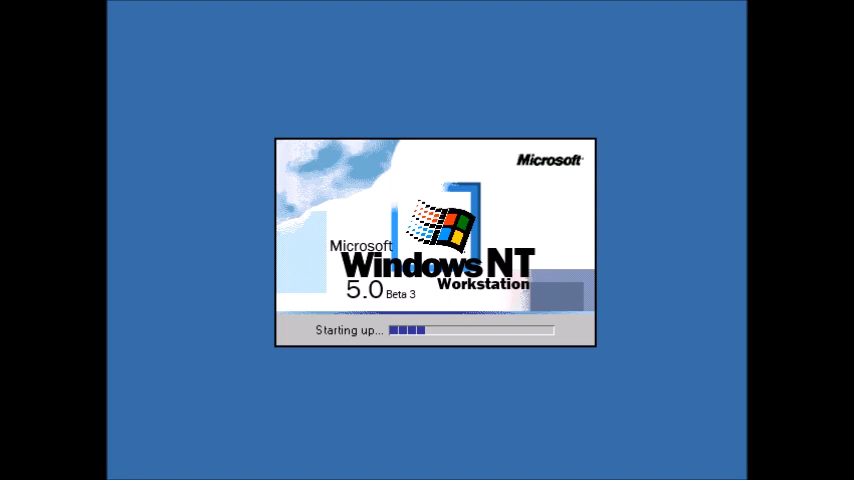 Microsoft
Microsoft
Windows NT
Workstation
5.0 Beta 3
Starting up...